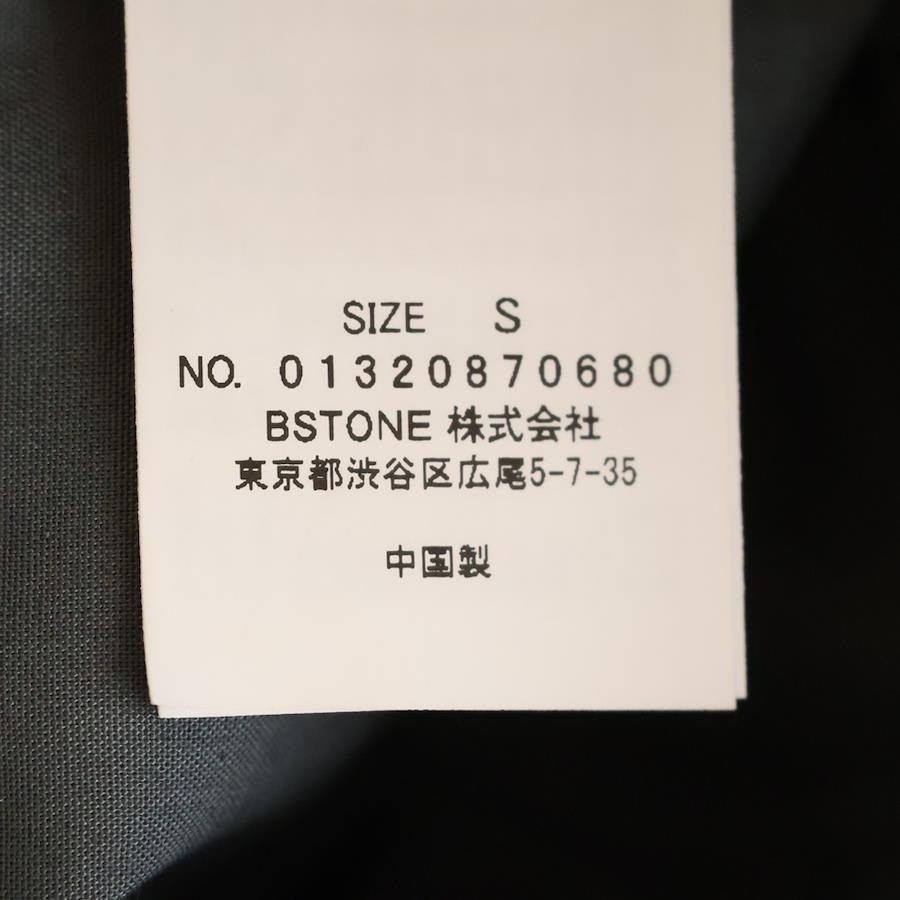 SIZE S
NO. 01320870680
BSTONE 株式会社
東京都渋谷区広尾5-7-35
中国製